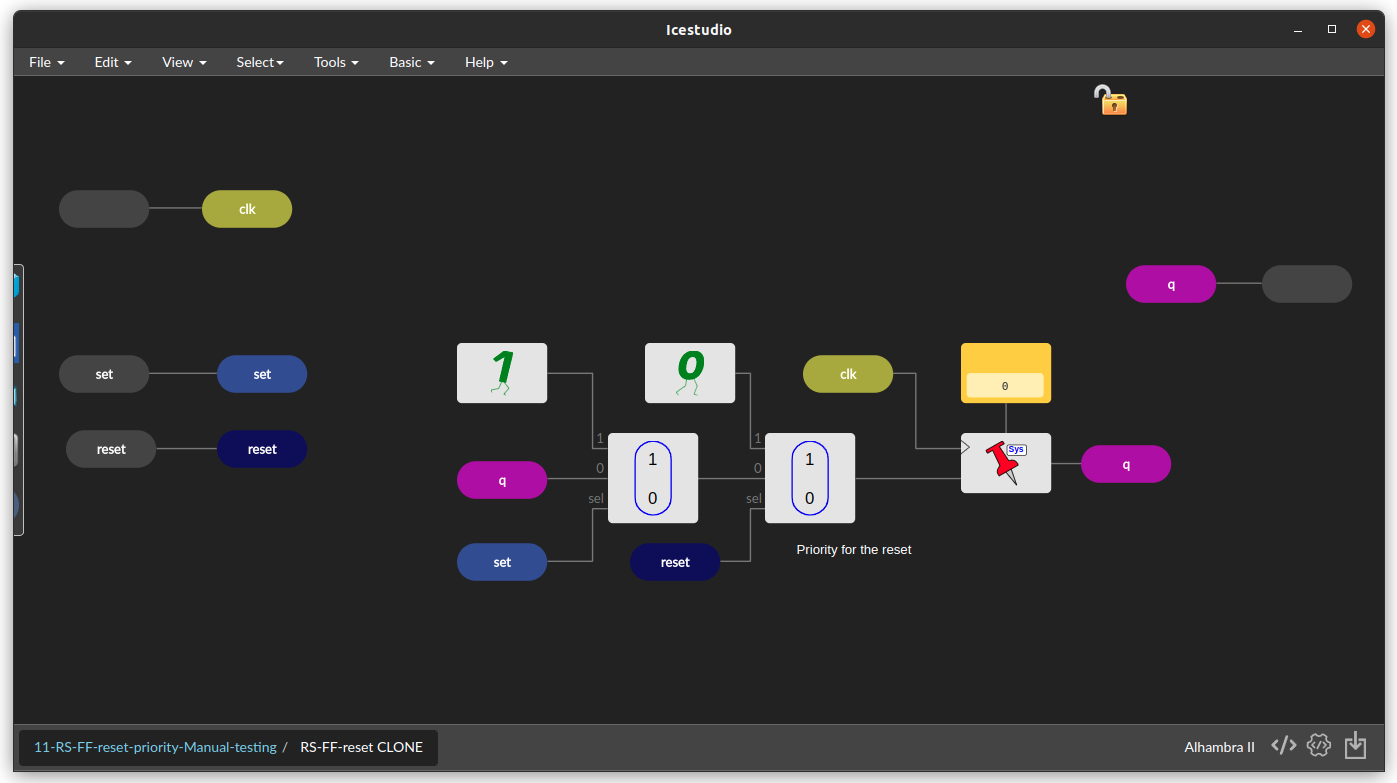 Icestudio
File Edit View Select Tools Basic Help
clk
q
set set
reset reset
1 0 clk 0
1 1
0 0
sel sel
1 1
0 0
Sys
q q
set reset
Priority for the reset
11-RS-FF-reset-priority-Manual-testing / RS-FF-reset CLONE
Alhambra II